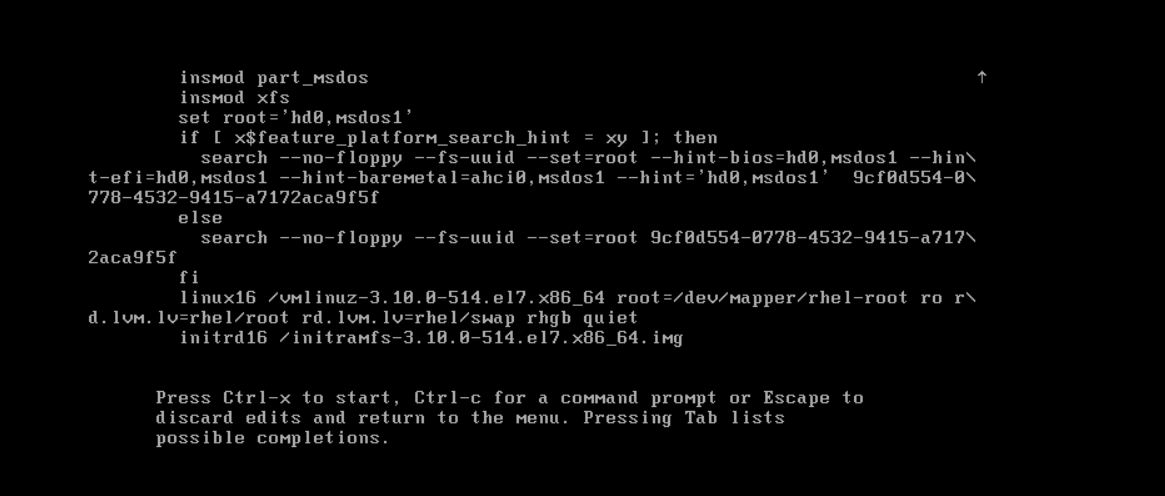 insmod part_msdos ↑
insmod xfs
set root='hd0,msdos1'
if [ x$feature_platform_search_hint = xy ]; then
search --no-floppy --fs-uuid --set=root --hint-bios=hd0,msdos1 --hin\
t-efi=hd0,msdos1 --hint-baremetal=ahci0,msdos1 --hint='hd0,msdos1'  9cf0d554-0\
778-4532-9415-a7172aca9f5f
else
search --no-floppy --fs-uuid --set=root 9cf0d554-0778-4532-9415-a717\
2aca9f5f
fi
linux16 /vmlinuz-3.10.0-514.el7.x86_64 root=/dev/mapper/rhel-root ro r\
d.lvm.lv=rhel/root rd.lvm.lv=rhel/swap rhgb quiet
initrd16 /initramfs-3.10.0-514.el7.x86_64.img
Press Ctrl-x to start, Ctrl-c for a command prompt or Escape to
discard edits and return to the menu. Pressing Tab lists
possible completions.